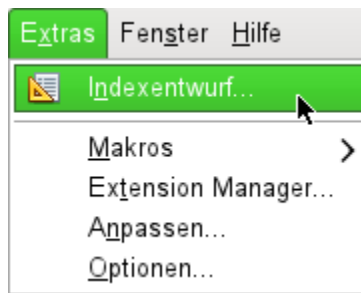 Extras Fenster Hilfe
Indexentwurf...
Makros
Extension Manager...
Anpassen...
Optionen...